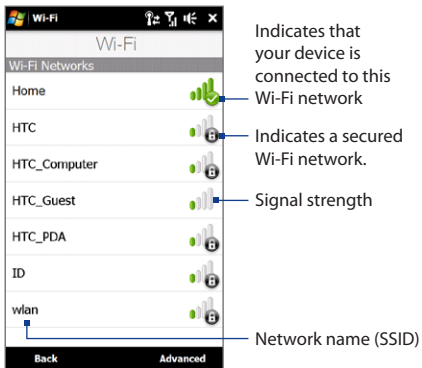 Wi-Fi
Wi-Fi
Wi-Fi Networks
Home
HTC
HTC_Computer
HTC_Guest
HTC_PDA
ID
wlan
Back Advanced
Indicates that
your device is
connected to this
Wi-Fi network
Indicates a secured
Wi-Fi network.
Signal strength
Network name (SSID)